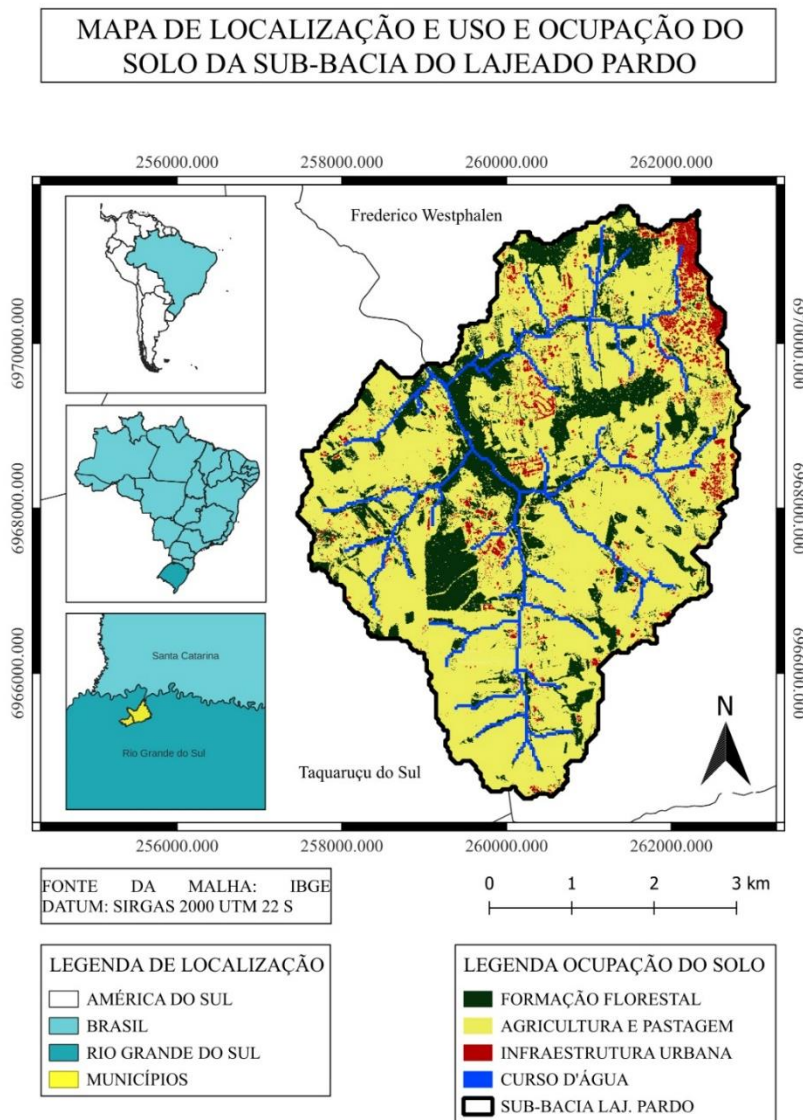 MAPA DE LOCALIZAÇÃO E USO E OCUPAÇÃO DO
SOLO DA SUB-BACIA DO LAJEADO PARDO
256000.000 258000.000 260000.000 262000.000
Frederico Westphalen
6970000.000 6970000.000
6968000.000 6968000.000
Santa Catarina
6966000.000 6966000.000
N
Rio Grande do Sul
Taquaruçu do Sul
256000.000 258000.000 260000.000 262000.000
FONTE DA MALHA: IBGE
DATUM: SIRGAS 2000 UTM 22 S
0 1 2 3 km
LEGENDA DE LOCALIZAÇÃO
AMÉRICA DO SUL
BRASIL
RIO GRANDE DO SUL
MUNICÍPIOS
LEGENDA OCUPAÇÃO DO SOLO
FORMAÇÃO FLORESTAL
AGRICULTURA E PASTAGEM
INFRAESTRUTURA URBANA
CURSO D'ÁGUA
SUB-BACIA LAJ. PARDO